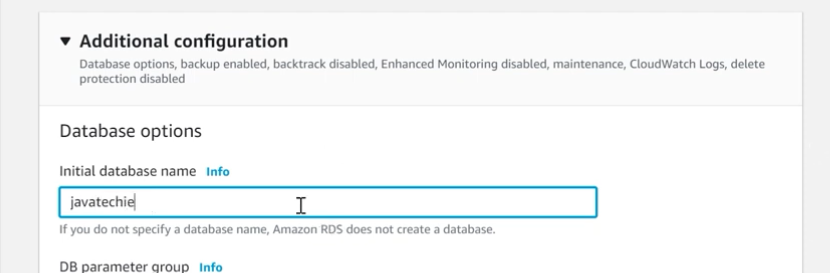 Additional configuration
Database options, backup enabled, backtrack disabled, Enhanced Monitoring disabled, maintenance, CloudWatch Logs, delete
protection disabled
Database options
Initial database name Info
javatechie
If you do not specify a database name, Amazon RDS does not create a database.
DB parameter group Info